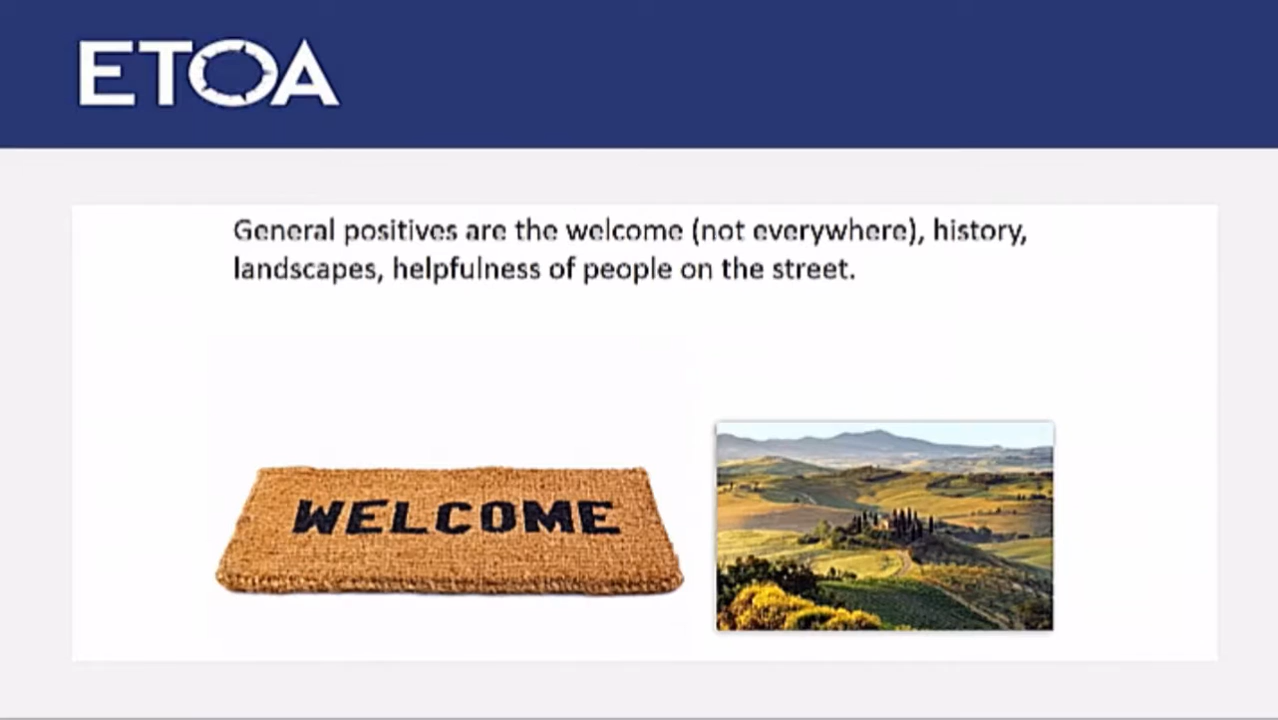 ETOA
General positives are the welcome (not everywhere), history,
landscapes, helpfulness of people on the street.
WELCOME